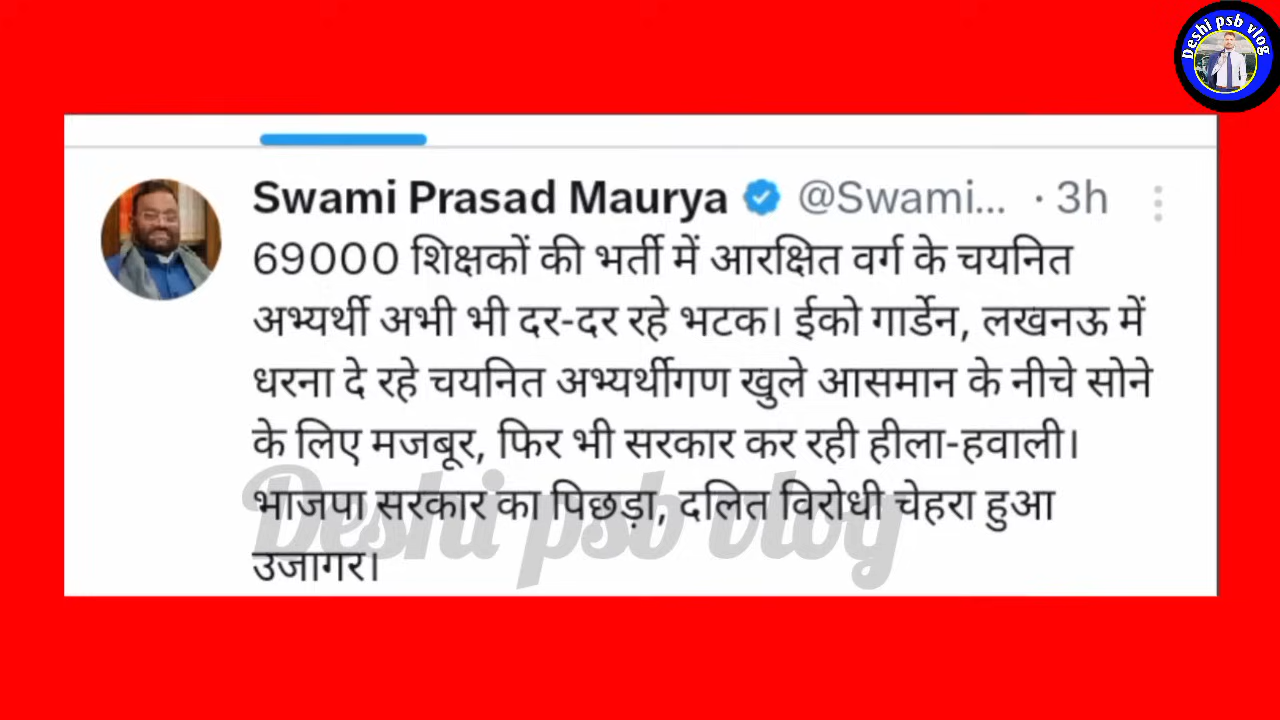 Deshi psb vlog
Swami Prasad Maurya @Swami... · 3h
69000 शिक्षकों की भर्ती में आरक्षित वर्ग के चयनित
अभ्यर्थी अभी भी दर-दर रहे भटक। ईको गार्डेन, लखनऊ में
धरना दे रहे चयनित अभ्यर्थीगण खुले आसमान के नीचे सोने
के लिए मजबूर, फिर भी सरकार कर रही हीला-हवाली।
भाजपा सरकार का पिछड़ा, दलित विरोधी चेहरा हुआ
उजागर।
Deshi psb vlog